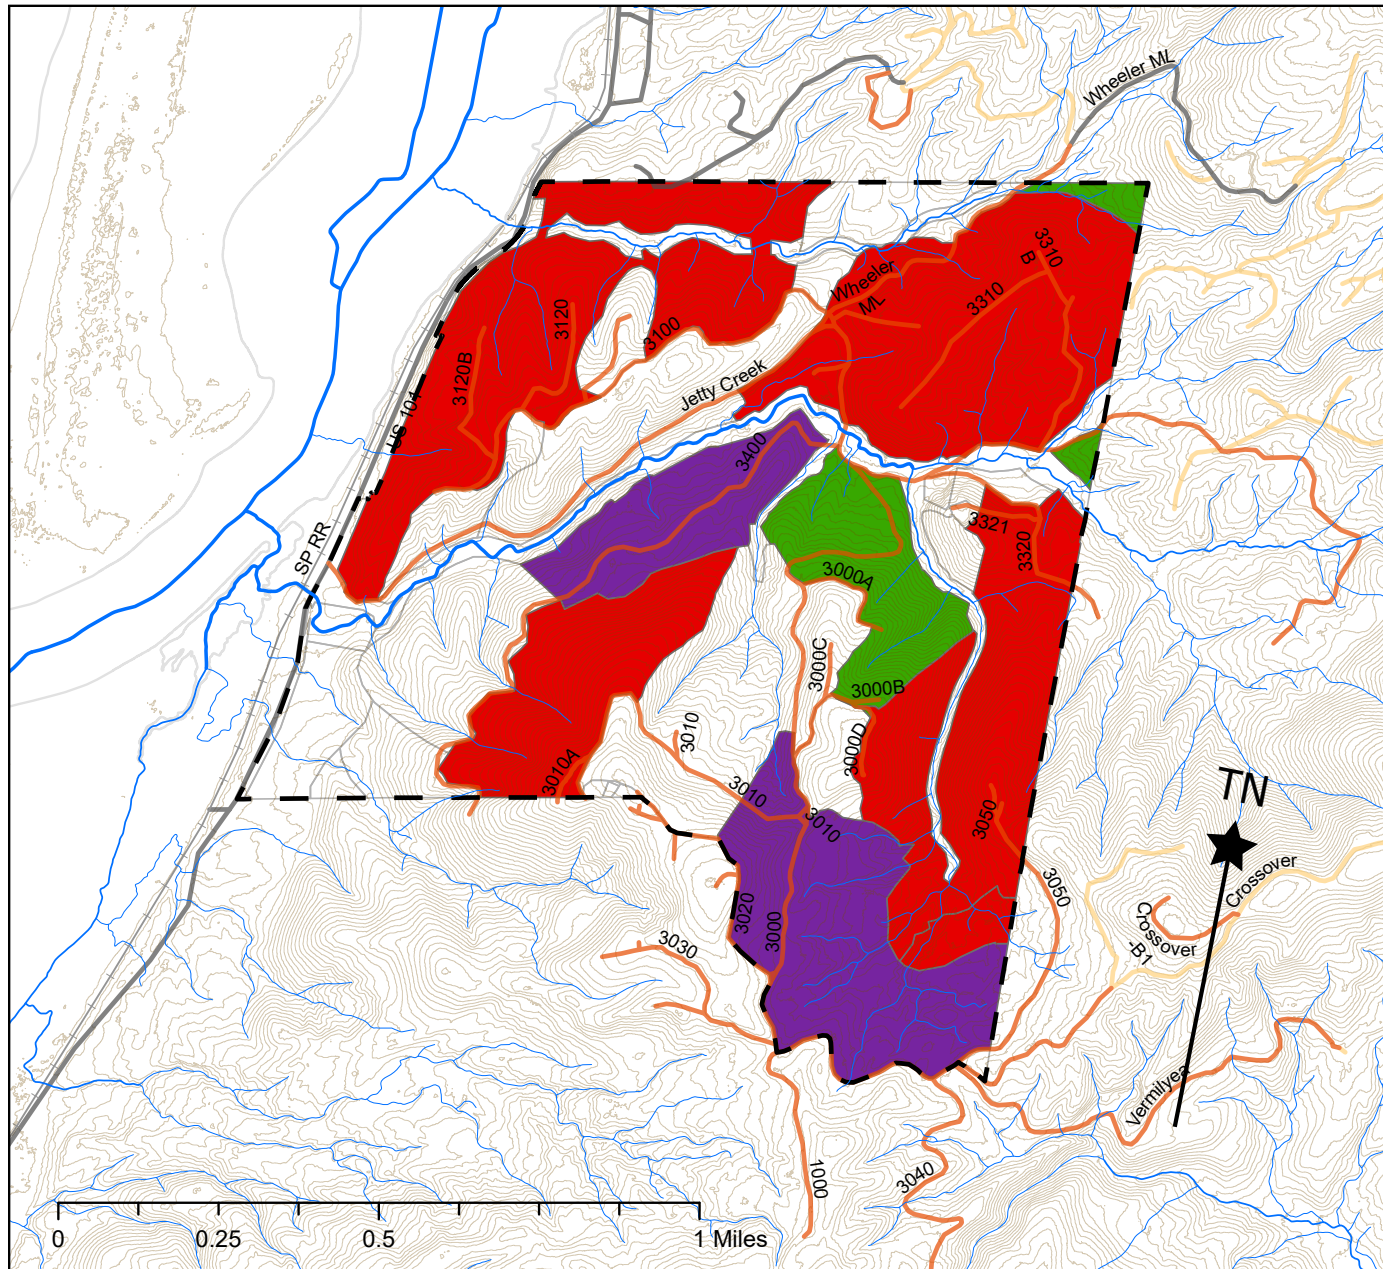 Wheeler ML
3310
B
Wheeler
ML
3310
3120
3100
3120B
Jetty Creek
US 101
3400
SP RR
3321
3320
3000A
3000C
3000B
3010
3000D
3010A
3010
3010
TN
3050
Crossover
3050
3020
3000
Crossover
-B1
3030
Vermilyea
1000
3040
0 0.25 0.5 1 Miles